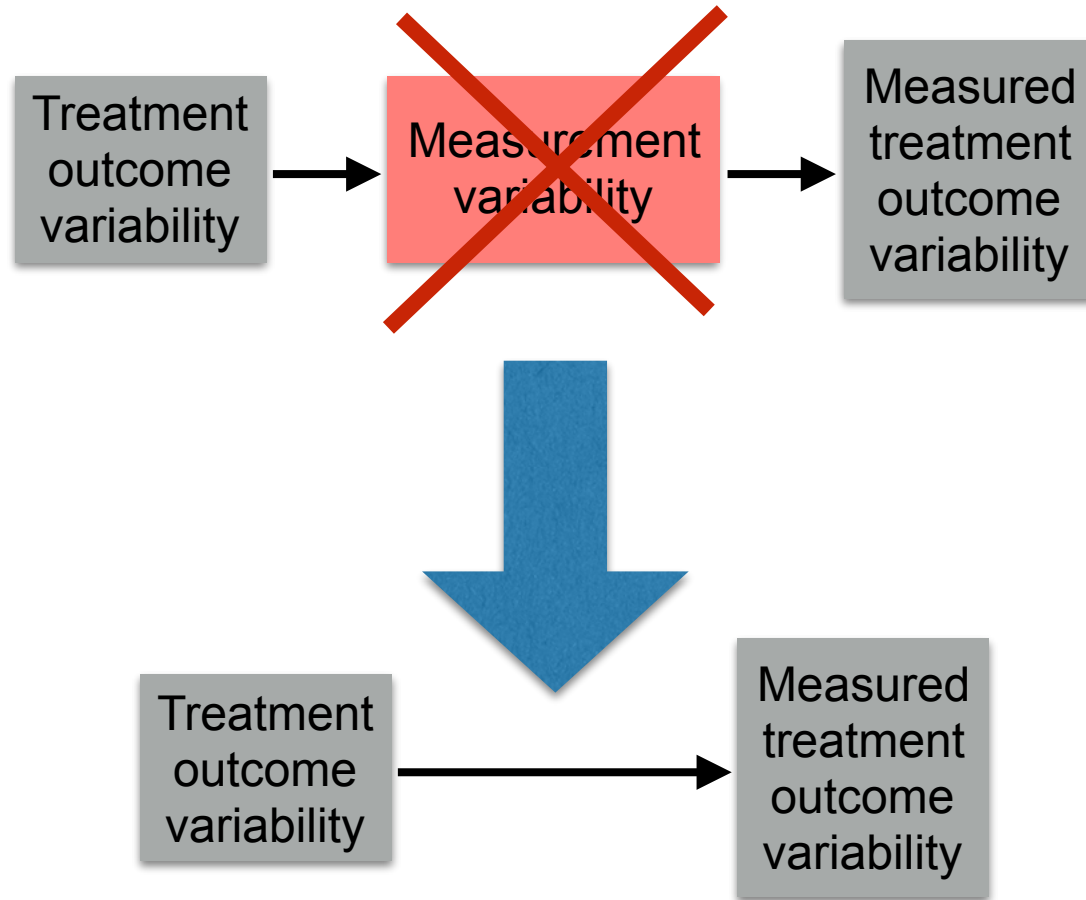 Treatment
outcome
variability
Measurement
variability
Measured
treatment
outcome
variability
Treatment
outcome
variability
Measured
treatment
outcome
variability